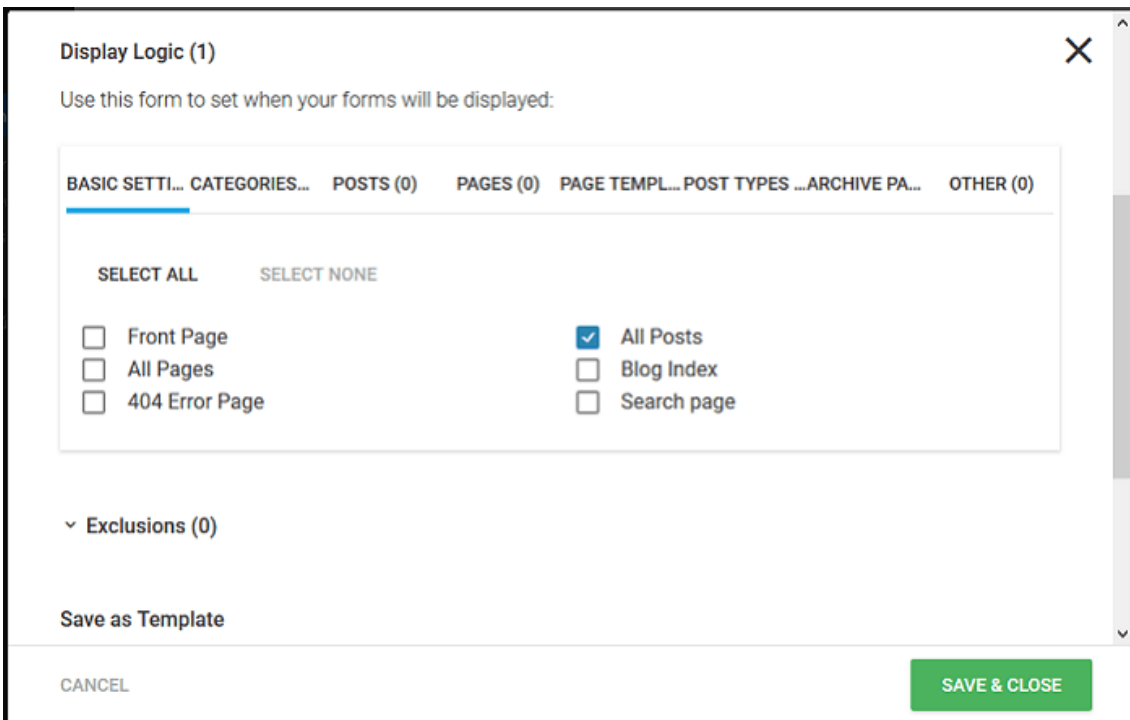 Display Logic (1)
Use this form to set when your forms will be displayed:
BASIC SETTI... CATEGORIES... POSTS (0) PAGES (0) PAGE TEMPL... POST TYPES ... ARCHIVE PA... OTHER (0)
SELECT ALL SELECT NONE
Front Page All Posts
All Pages Blog Index
404 Error Page Search page
Exclusions (0)
Save as Template
CANCEL SAVE & CLOSE